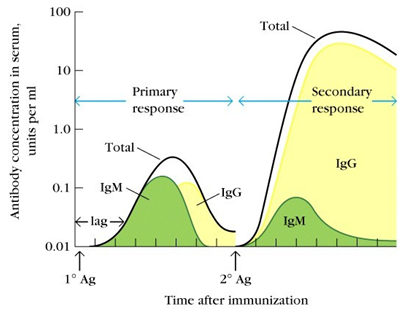 Antibody concentration in serum,
units per ml
100
10
1.0
0.1
0.01
Total
Primary
response
Secondary
response
Total
IgM
IgG
IgG
lag
IgM
1° Ag
2° Ag
Time after immunization